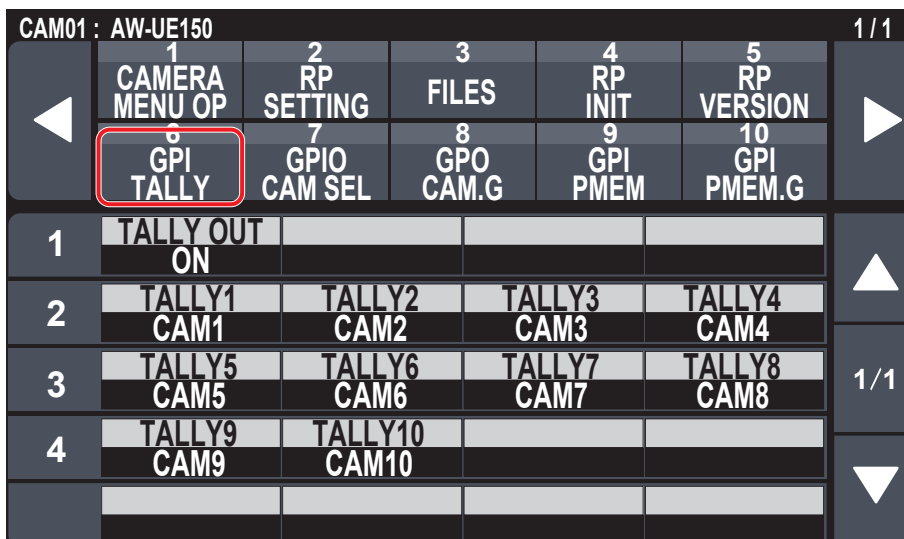 CAM01 : AW-UE150 1 / 1
1 2 3 4 5
CAMERA MENU OP RP SETTING FILES RP INIT RP VERSION
6 7 8 9 10
GPI TALLY GPIO CAM SEL GPO CAM.G GPI PMEM GPI PMEM.G
1 TALLY OUT
ON
2 TALLY1 TALLY2 TALLY3 TALLY4
CAM1 CAM2 CAM3 CAM4
3 TALLY5 TALLY6 TALLY7 TALLY8 1/1
CAM5 CAM6 CAM7 CAM8
4 TALLY9 TALLY10
CAM9 CAM10